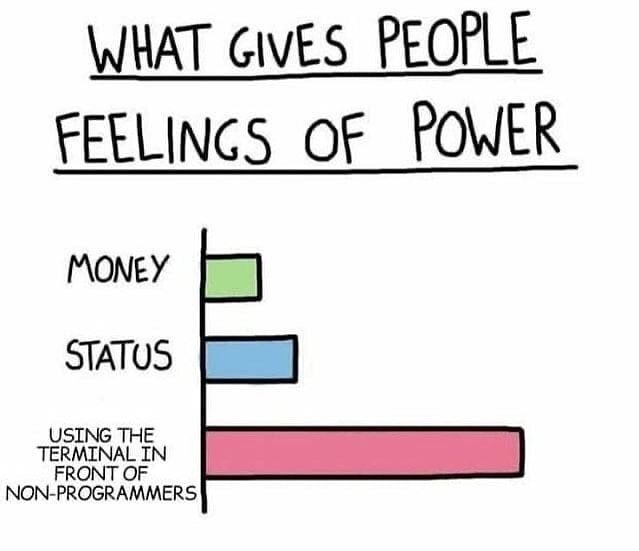 WHAT GIVES PEOPLE
FEELINGS OF POWER
MONEY
STATUS
USING THE
TERMINAL IN
FRONT OF
NON-PROGRAMMERS